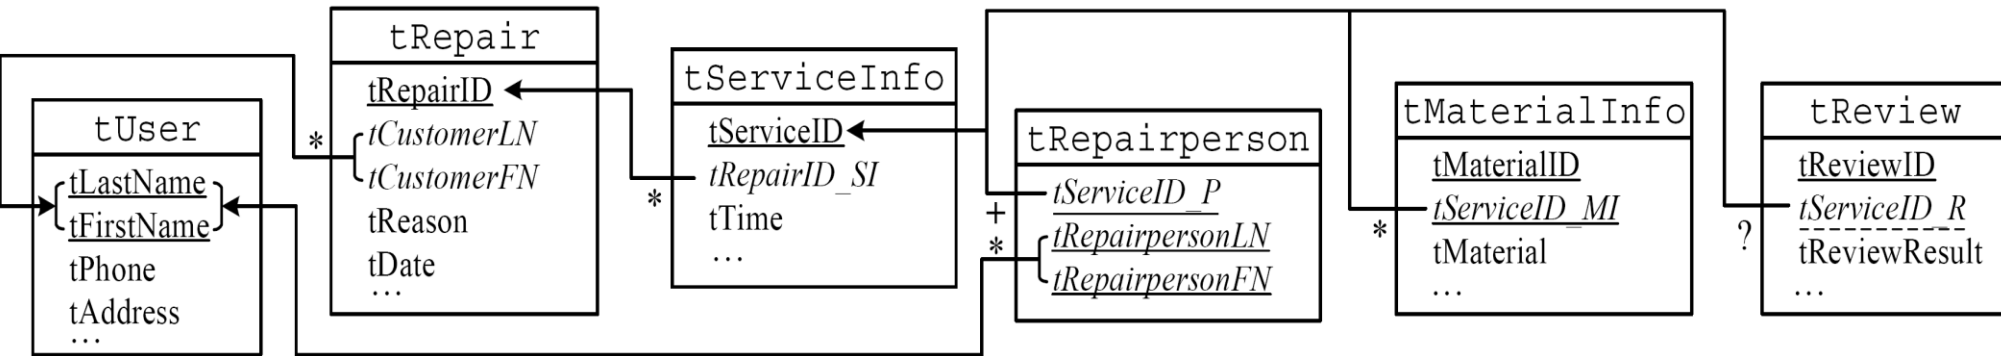 tUser
tLastName
tFirstName
tPhone
tAddress
...
*
tRepair
tRepairID
tCustomerLN
tCustomerFN
tReason
tDate
...
*
tServiceInfo
tServiceID
tRepairID_SI
tTime
...
+
*
tRepairperson
tServiceID_P
tRepairpersonLN
tRepairpersonFN
*
tMaterialInfo
tMaterialID
tServiceID_MI
tMaterial
...
?
tReview
tReviewID
tServiceID_R
tReviewResult
...